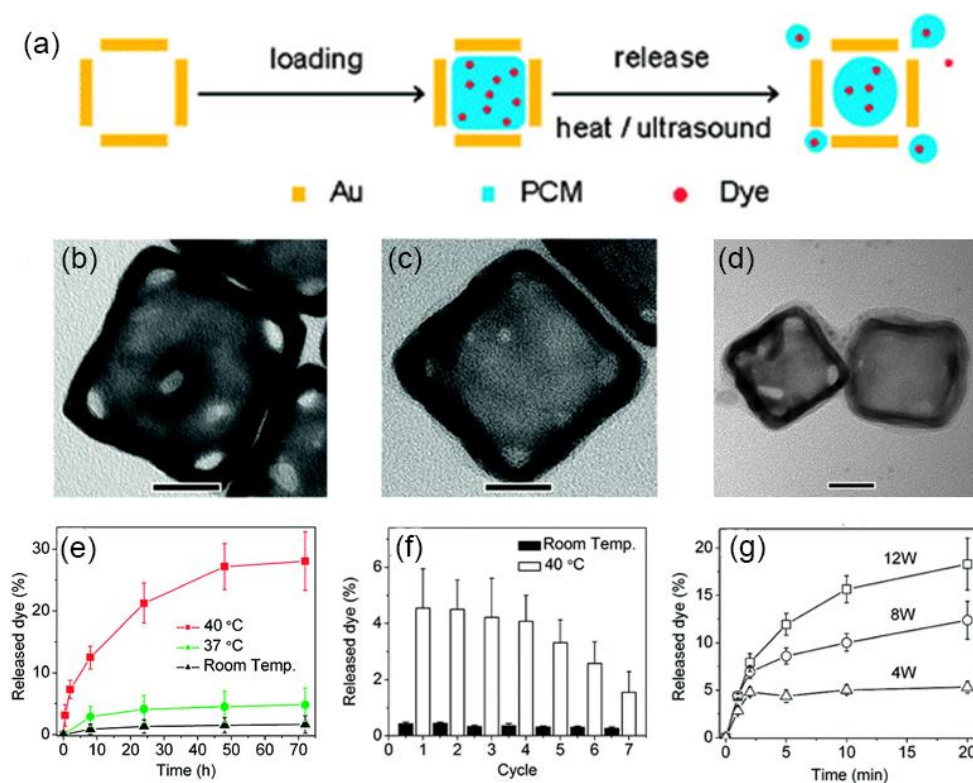 (a)
loading
release
heat / ultrasound
Au
PCM
Dye
(b)
(c)
(d)
(e)
Released dye (%)
30
20
10
0
40 °C
37 °C
Room Temp.
0 10 20 30 40 50 60 70
Time (h)
(f)
Released dye (%)
6
4
2
0
Room Temp.
40 °C
1 2 3 4 5 6 7
Cycle
(g)
Released dye (%)
20
15
10
5
0
12W
8W
4W
0 5 10 15 20
Time (min)